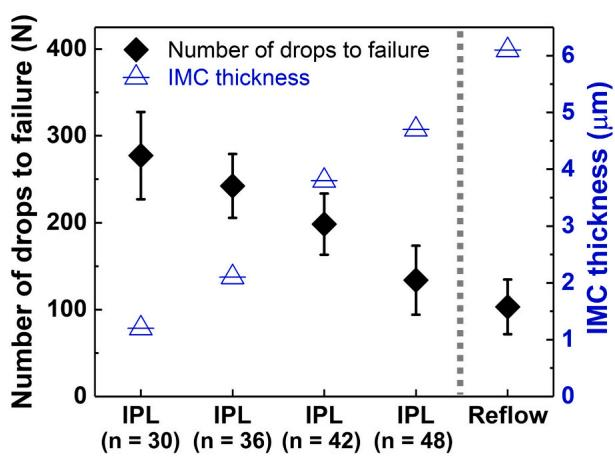 Number of drops to failure (N)
400
300
200
100
0
Number of drops to failure
IMC thickness
6
5
4
3
2
1
0
IMC thickness (μm)
IPL IPL IPL IPL Reflow
(n = 30) (n = 36) (n = 42) (n = 48)